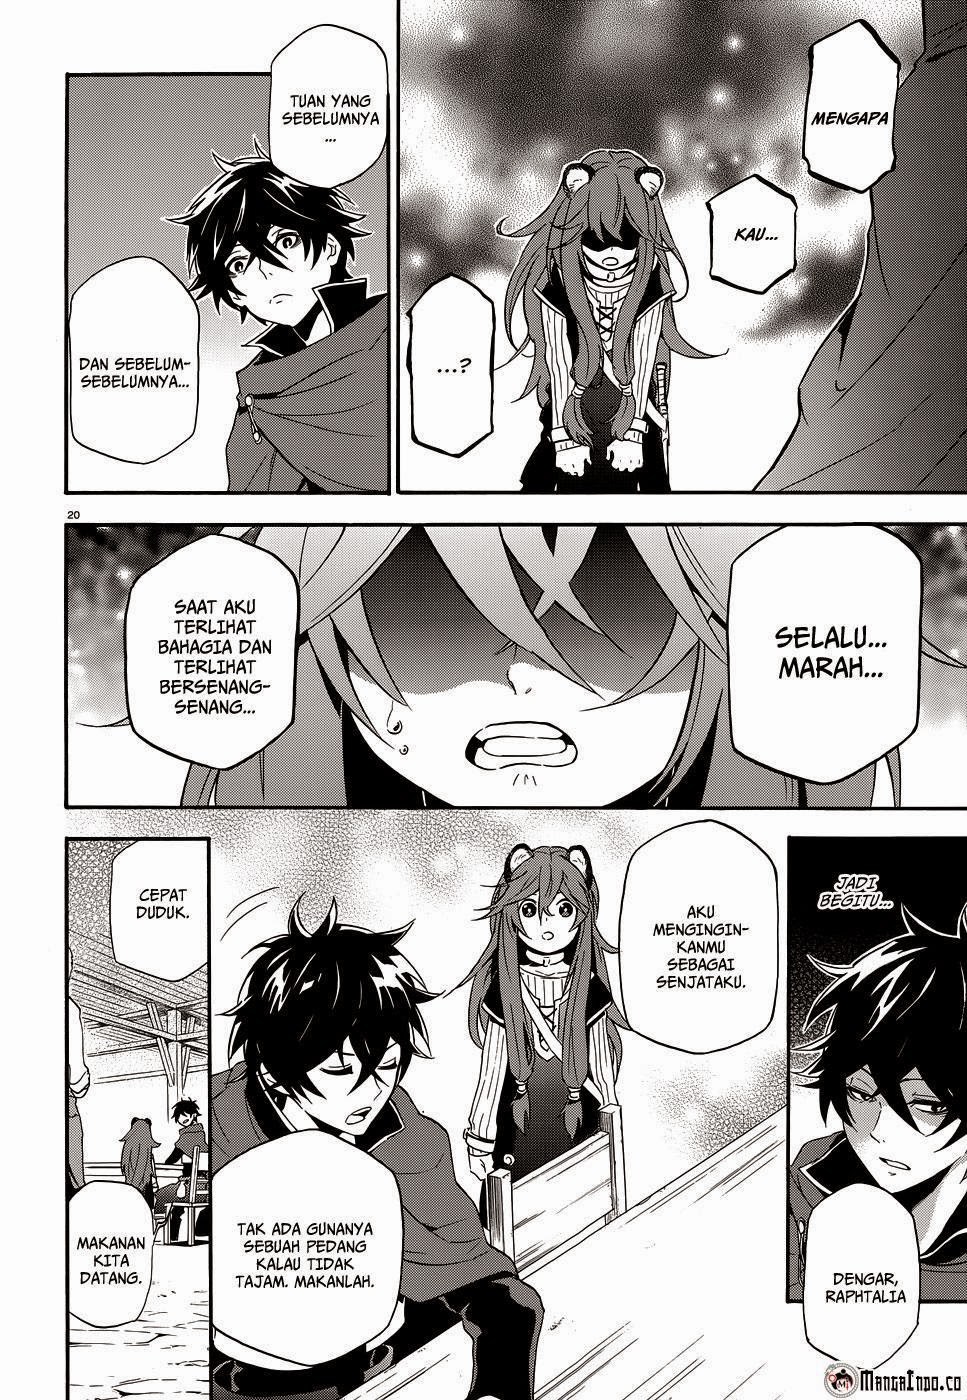 MENGAPA
KAU...
...?
TUAN YANG
SEBELUMNYA
...
DAN SEBELUM-
SEBELUMNYA...
20
SELALU...
MARAH...
SAAT AKU
TERLIHAT
BAHAGIA DAN
TERLIHAT
BERSENANG-
SENANG...
JADI
BEGITU...
DENGAR,
RAPHTALIA
AKU
MENGINGIN-
KANMU
SEBAGAI
SENJATAKU.
TAK ADA GUNANYA
SEBUAH PEDANG
KALAU TIDAK
TAJAM. MAKANLAH.
CEPAT
DUDUK.
MAKANAN
KITA
DATANG.
MANGAINDO.CO